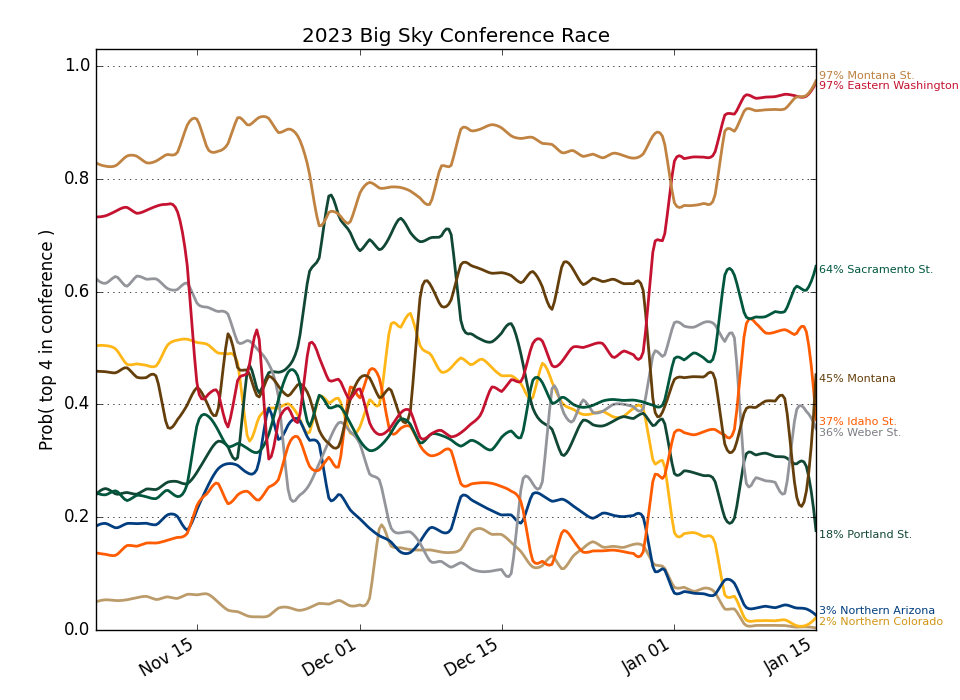 2023 Big Sky Conference Race
Prob( top 4 in conference )
1.0
0.8
0.6
0.4
0.2
0.0
Nov 15
Dec 01
Dec 15
Jan 01
Jan 15
97% Montana St.
97% Eastern Washington
64% Sacramento St.
45% Montana
37% Idaho St.
36% Weber St.
18% Portland St.
3% Northern Arizona
2% Northern Colorado